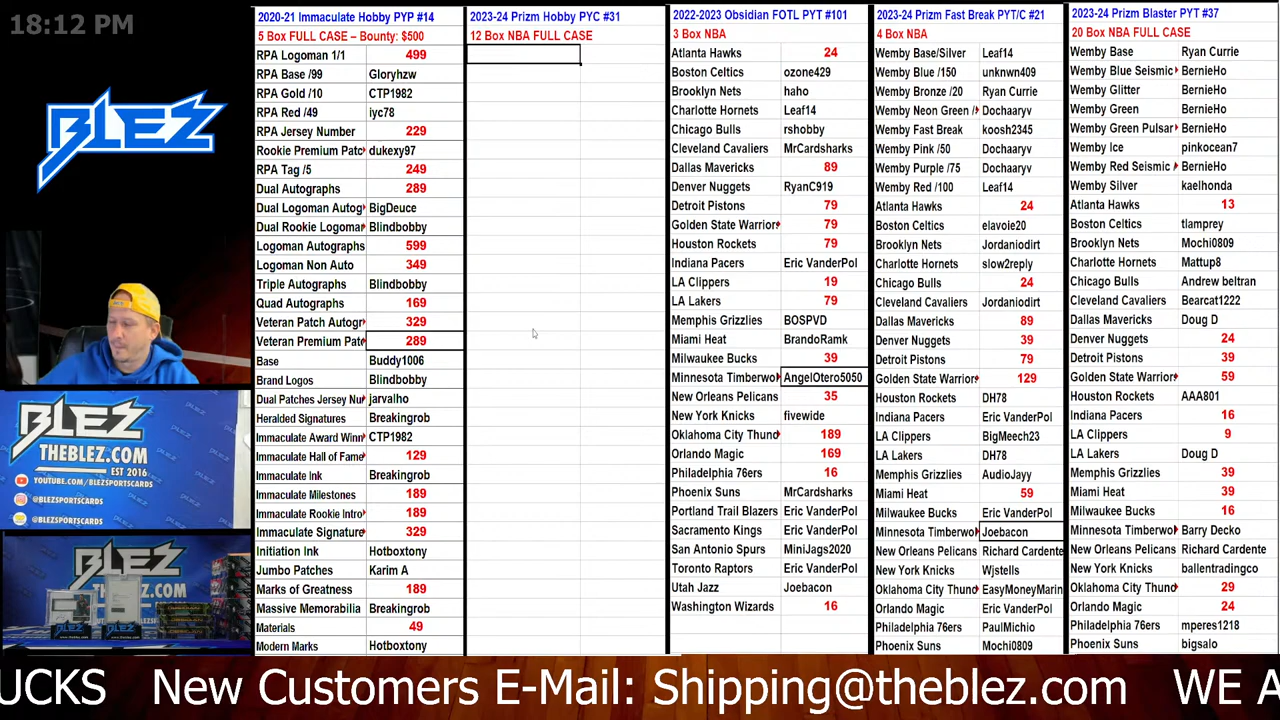 18:12 PM
BLEZ
BLEZ
THEBLEZ.COM
EST 2016
YOUTUBE.COM/BLEZSPORTSCARDS
@BLEZSPORTSCARDS
@BLEZSPORTSCARDS
BLEZ
2020-21 Immaculate Hobby PYP #14
5 Box FULL CASE – Bounty: $500
RPA Logoman 1/1 499
RPA Base /99 Gloryhzw
RPA Gold /10 CTP1982
RPA Red /49 iyc78
RPA Jersey Number 229
Rookie Premium Patc dukexy97
RPA Tag /5 249
Dual Autographs 289
Dual Logoman Autog BigDeuce
Dual Rookie Logoma Blindbobby
Logoman Autographs 599
Logoman Non Auto 349
Triple Autographs Blindbobby
Quad Autographs 169
Veteran Patch Autogr 329
Veteran Premium Pat 289
Base Buddy1006
Brand Logos Blindbobby
Dual Patches Jersey Nu jarvalho
Heralded Signatures Breakingrob
Immaculate Award Winn CTP1982
Immaculate Hall of Fame 129
Immaculate Ink Breakingrob
Immaculate Milestones 189
Immaculate Rookie Intro 189
Immaculate Signature 329
Initiation Ink Hotboxtony
Jumbo Patches Karim A
Marks of Greatness 189
Massive Memorabilia Breakingrob
Materials 49
Modern Marks Hotboxtony
2023-24 Prizm Hobby PYC #31
12 Box NBA FULL CASE
2022-2023 Obsidian FOTL PYT #101
3 Box NBA
Atlanta Hawks 24
Boston Celtics ozone429
Brooklyn Nets haho
Charlotte Hornets Leaf14
Chicago Bulls rshobby
Cleveland Cavaliers MrCardsharks
Dallas Mavericks 89
Denver Nuggets RyanC919
Detroit Pistons 79
Golden State Warrior 79
Houston Rockets 79
Indiana Pacers Eric VanderPol
LA Clippers 19
LA Lakers 79
Memphis Grizzlies BOSPVD
Miami Heat BrandoRamk
Milwaukee Bucks 39
Minnesota Timberwo AngelOtero5050
New Orleans Pelicans 35
New York Knicks fivewide
Oklahoma City Thund 189
Orlando Magic 169
Philadelphia 76ers 16
Phoenix Suns MrCardsharks
Portland Trail Blazers Eric VanderPol
Sacramento Kings Eric VanderPol
San Antonio Spurs MiniJags2020
Toronto Raptors Eric VanderPol
Utah Jazz Joebacon
Washington Wizards 16
2023-24 Prizm Fast Break PYT/C #21
4 Box NBA
Wemby Base/Silver Leaf14
Wemby Blue /150 unknwn409
Wemby Bronze /20 Ryan Currie
Wemby Neon Green / Dochaaryv
Wemby Fast Break koosh2345
Wemby Pink /50 Dochaaryv
Wemby Purple /75 Dochaaryv
Wemby Red /100 Leaf14
Atlanta Hawks 24
Boston Celtics elavoie20
Brooklyn Nets Jordaniodirt
Charlotte Hornets slow2reply
Chicago Bulls 24
Cleveland Cavaliers Jordaniodirt
Dallas Mavericks 89
Denver Nuggets 39
Detroit Pistons 79
Golden State Warrior 129
Houston Rockets DH78
Indiana Pacers Eric VanderPol
LA Clippers BigMeech23
LA Lakers DH78
Memphis Grizzlies AudioJayy
Miami Heat 59
Milwaukee Bucks Eric VanderPol
Minnesota Timberwo Joebacon
New Orleans Pelicans Richard Cardente
New York Knicks Wjstells
Oklahoma City Thund EasyMoneyMarin
Orlando Magic Eric VanderPol
Philadelphia 76ers PaulMichio
Phoenix Suns Mochi0809
2023-24 Prizm Blaster PYT #37
20 Box NBA FULL CASE
Wemby Base Ryan Currie
Wemby Blue Seismic BernieHo
Wemby Glitter BernieHo
Wemby Green BernieHo
Wemby Green Pulsar BernieHo
Wemby Ice pinkocean7
Wemby Red Seismic BernieHo
Wemby Silver kaelhonda
Atlanta Hawks 13
Boston Celtics tlamprey
Brooklyn Nets Mochi0809
Charlotte Hornets Mattup8
Chicago Bulls Andrew beltran
Cleveland Cavaliers Bearcat1222
Dallas Mavericks Doug D
Denver Nuggets 24
Detroit Pistons 39
Golden State Warrior 59
Houston Rockets AAA801
Indiana Pacers 16
LA Clippers 9
LA Lakers Doug D
Memphis Grizzlies 39
Miami Heat 39
Milwaukee Bucks 16
Minnesota Timberwo Barry Decko
New Orleans Pelicans Richard Cardente
New York Knicks ballentradingco
Oklahoma City Thund 29
Orlando Magic 24
Philadelphia 76ers mperes1218
Phoenix Suns bigsalo
UCKS New Customers E-Mail: Shipping@theblez.com WE A